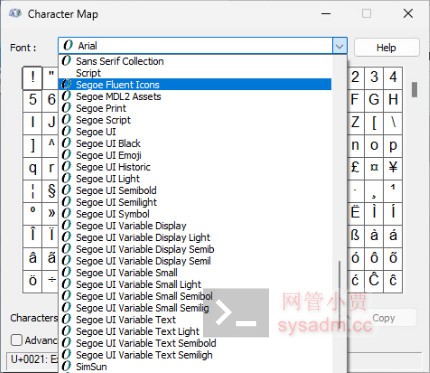 Character Map
Font :
Arial
Help
Sans Serif Collection
Script
Segoe Fluent Icons
Segoe MDL2 Assets
Segoe Print
Segoe Script
Segoe UI
Segoe UI Black
Segoe UI Emoji
Segoe UI Historic
Segoe UI Light
Segoe UI Semibold
Segoe UI Semilight
Segoe UI Symbol
Segoe UI Variable Display
Segoe UI Variable Display Light
Segoe UI Variable Display Semib
Segoe UI Variable Display Semil
Segoe UI Variable Small
Segoe UI Variable Small Light
Segoe UI Variable Small Semibol
Segoe UI Variable Small Semilig
Segoe UI Variable Text
Segoe UI Variable Text Light
Segoe UI Variable Text Semibold
Segoe UI Variable Text Semiligh
SimSun
! "
2 3 4
5 6
F G H
I J
Z [ \
] ^
n o p
q r
£ ¤ ¥
¦ §
· ¸ ¹
º »
Ë Ì Í
Î Ï
ß à á
â ã
ó ô õ
ö ÷
ć Ĉ ĉ
Characters
Copy
Advan
U+0021: E
网管小贾
sysadm.cc